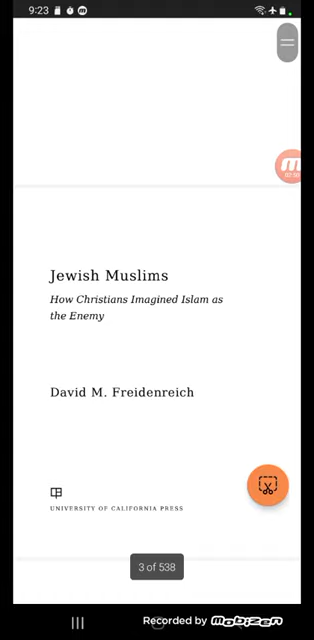 9:23
Jewish Muslims
How Christians Imagined Islam as
the Enemy
David M. Freidenreich
UNIVERSITY OF CALIFORNIA PRESS
3 of 538
Recorded by mobizen